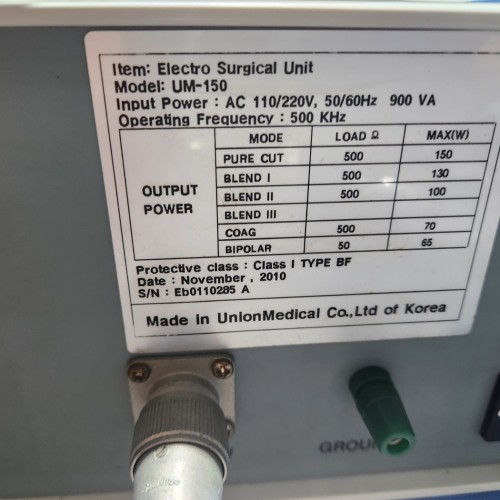 Item: Electro Surgical Unit
Model: UM-150
Input Power : AC 110/220V, 50/60Hz 900 VA
Operating Frequency : 500 KHz
OUTPUT POWER
MODE LOAD Ω MAX(W)
PURE CUT 500 150
BLEND I 500 130
BLEND II 500 100
BLEND III
COAG 500 70
BIPOLAR 50 65
Protective class : Class I TYPE BF
Date : November , 2010
S/N : Eb0110285 A
Made in UnionMedical Co.,Ltd of Korea